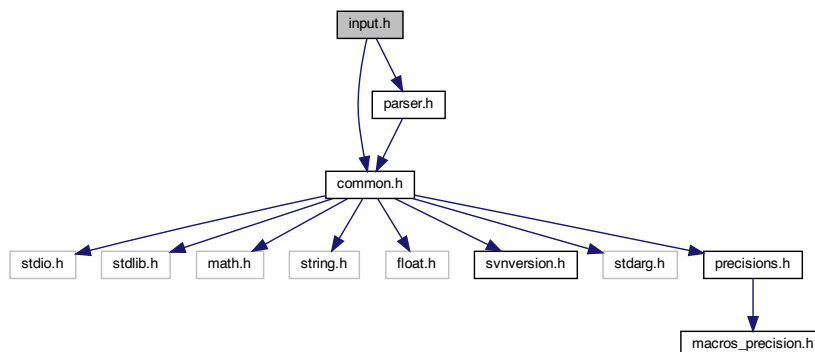 input.h
parser.h
common.h
stdio.h
stdlib.h
math.h
string.h
float.h
svnversion.h
stdarg.h
precisions.h
macros_precision.h